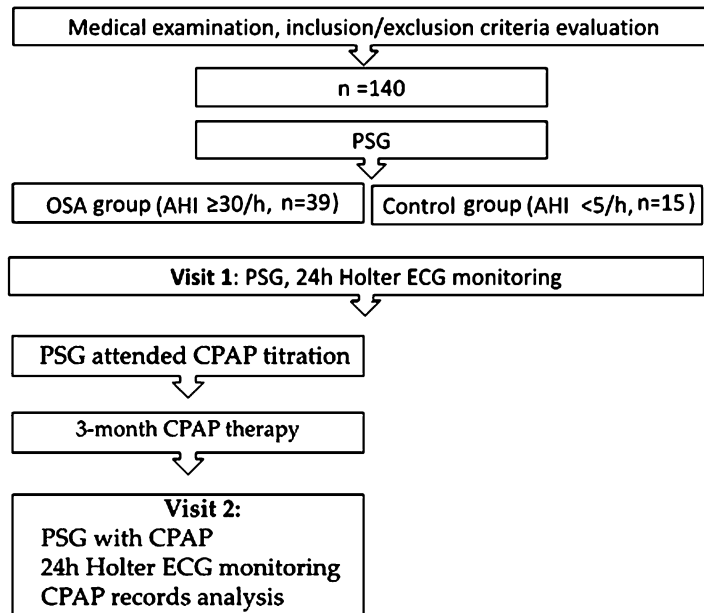 Medical examination, inclusion/exclusion criteria evaluation
n =140
PSG
OSA group (AHI ≥30/h, n=39)
Control group (AHI <5/h, n=15)
Visit 1: PSG, 24h Holter ECG monitoring
PSG attended CPAP titration
3-month CPAP therapy
Visit 2:
PSG with CPAP
24h Holter ECG monitoring
CPAP records analysis